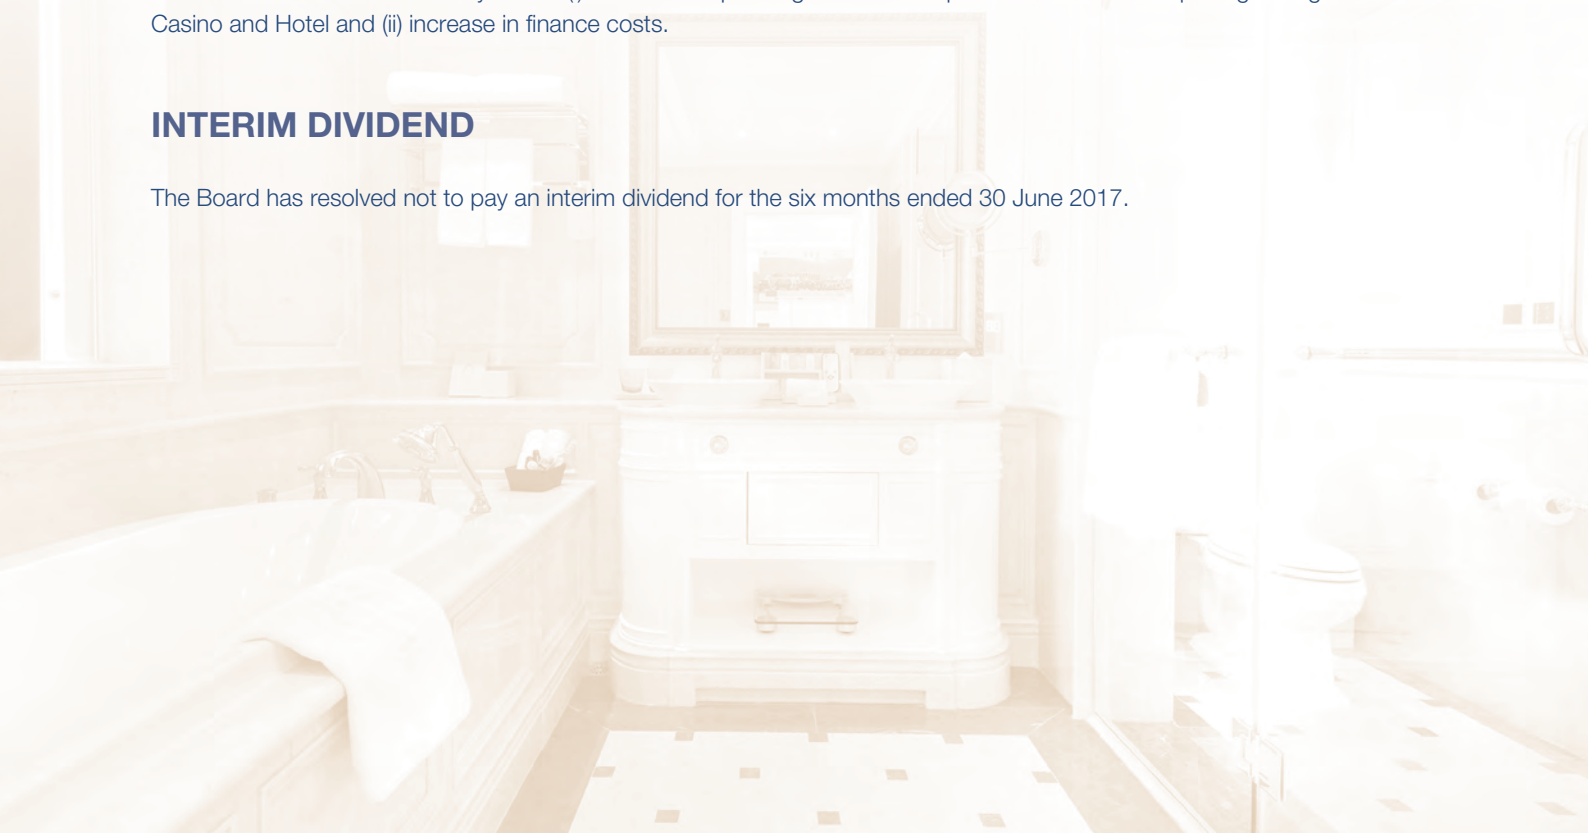 Casino and Hotel and (ii) increase in finance costs.
INTERIM DIVIDEND
The Board has resolved not to pay an interim dividend for the six months ended 30 June 2017.